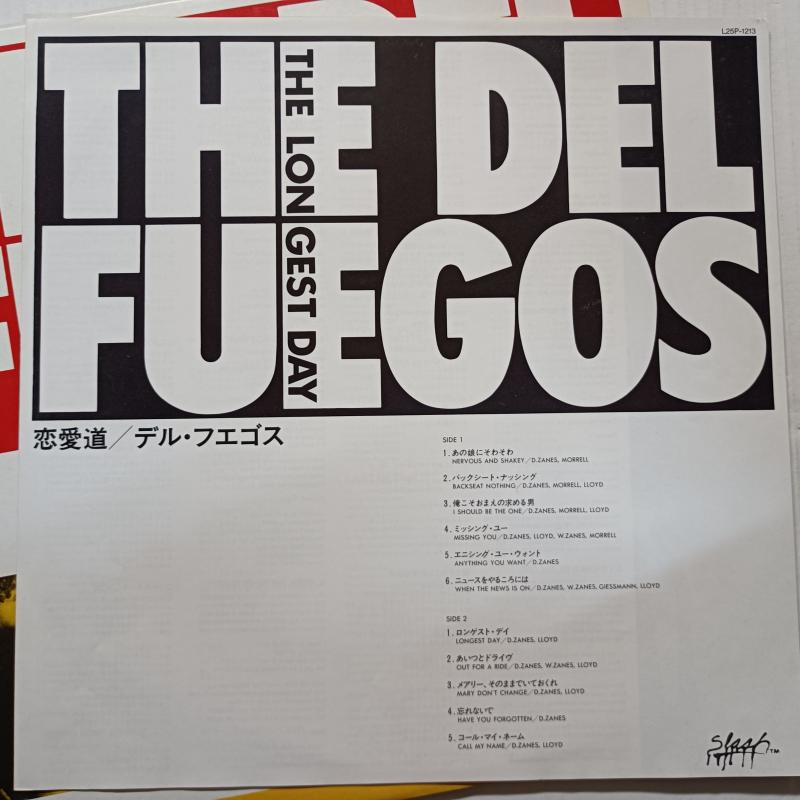 L25P-1213
THE DEL
FUEGOS
THE LONGEST DAY
恋愛道／デル・フエゴス
SIDE 1
1. あの娘にそわそわ
NERVOUS AND SHAKEY／D.ZANES, MORRELL
2. バックシート・ナッシング
BACKSEAT NOTHING／D.ZANES, MORRELL, LLOYD
3. 俺こそおまえの求める男
I SHOULD BE THE ONE／D.ZANES, MORRELL, LLOYD
4. ミッシング・ユー
MISSING YOU／D.ZANES, LLOYD, W.ZANES, MORRELL
5. エニシング・ユー・ウォント
ANYTHING YOU WANT／D.ZANES
6. ニュースをやるころには
WHEN THE NEWS IS ON／D.ZANES, W.ZANES, GIESSMANN, LLOYD
SIDE 2
1. ロンゲスト・デイ
LONGEST DAY／D.ZANES, LLOYD
2. あいつとドライヴ
OUT FOR A RIDE／D.ZANES, W.ZANES, LLOYD
3. メアリー、そのままでいておくれ
MARY DON'T CHANGE／D.ZANES, LLOYD
4. 忘れないで
HAVE YOU FORGOTTEN／D.ZANES
5. コール・マイ・ネーム
CALL MY NAME／D.ZANES, LLOYD
Slash TM